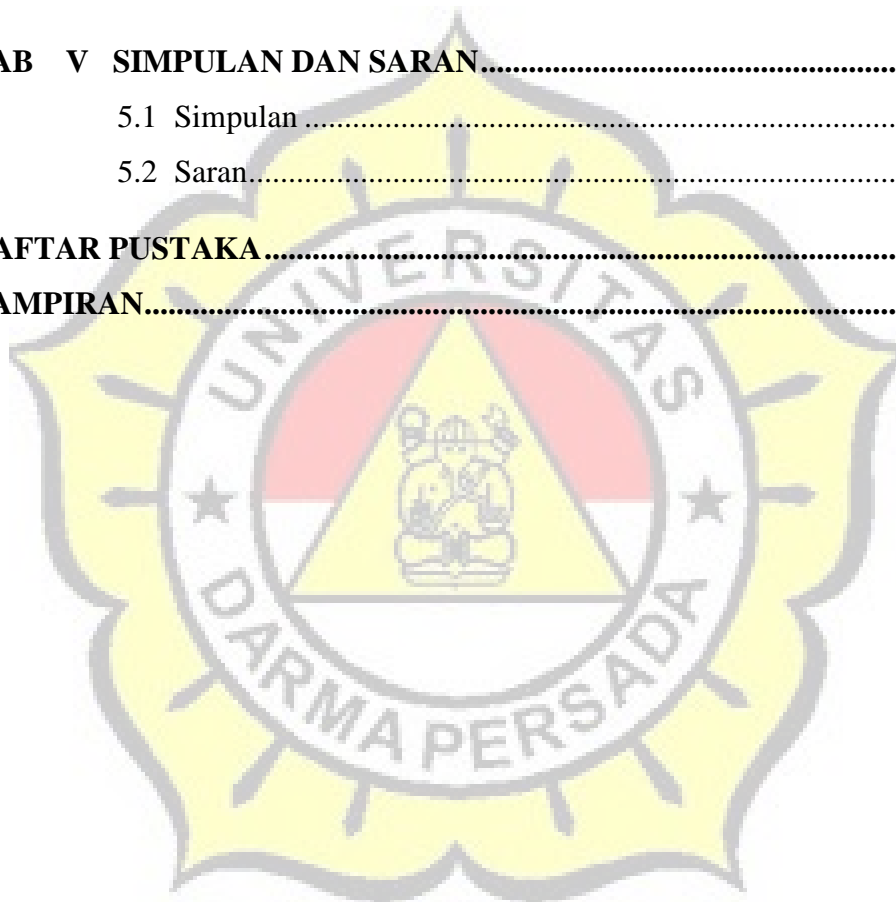 AB V SIMPULAN DAN SARAN........................................................
5.1 Simpulan ..........................................................................
5.2 Saran..................................................................................
AFTAR PUSTAKA..................................................................................
AMPIRAN................................................................................................
UNIVERSITAS
DARMA PERSADA